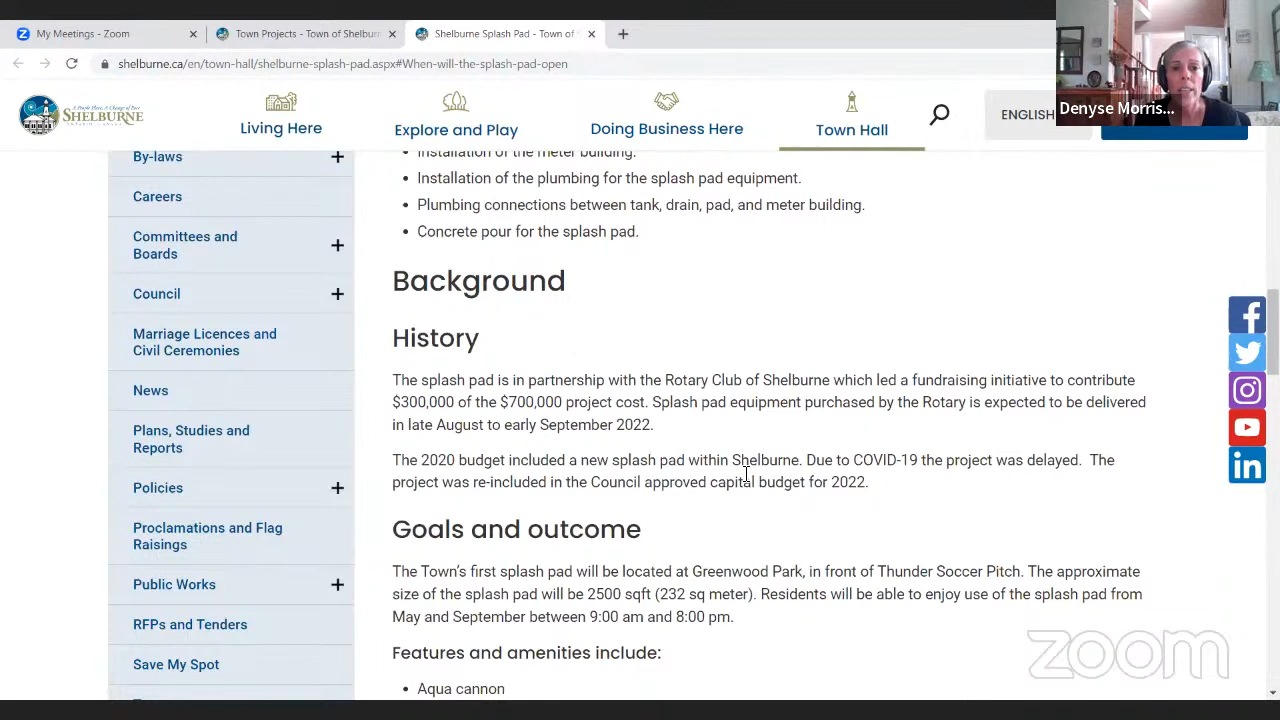 My Meetings - Zoom
Town Projects - Town of Shelburn
Shelburne Splash Pad - Town of
shelburne.ca/en/town-hall/shelburne-splash-pad.aspx#When-will-the-splash-pad-open
Denyse Morris...
A People Place, A Change of Pace
SHELBURNE
ONTARIO, CANADA
Living Here
Explore and Play
Doing Business Here
Town Hall
ENGLISH
By-laws
Careers
Committees and
Boards
Council
Marriage Licences and
Civil Ceremonies
News
Plans, Studies and
Reports
Policies
Proclamations and Flag
Raisings
Public Works
RFPs and Tenders
Save My Spot
• Installation of the meter building.
• Installation of the plumbing for the splash pad equipment.
• Plumbing connections between tank, drain, pad, and meter building.
• Concrete pour for the splash pad.
Background
History
The splash pad is in partnership with the Rotary Club of Shelburne which led a fundraising initiative to contribute
$300,000 of the $700,000 project cost. Splash pad equipment purchased by the Rotary is expected to be delivered
in late August to early September 2022.
The 2020 budget included a new splash pad within Shelburne. Due to COVID-19 the project was delayed. The
project was re-included in the Council approved capital budget for 2022.
Goals and outcome
The Town's first splash pad will be located at Greenwood Park, in front of Thunder Soccer Pitch. The approximate
size of the splash pad will be 2500 sqft (232 sq meter). Residents will be able to enjoy use of the splash pad from
May and September between 9:00 am and 8:00 pm.
Features and amenities include:
• Aqua cannon
zoom